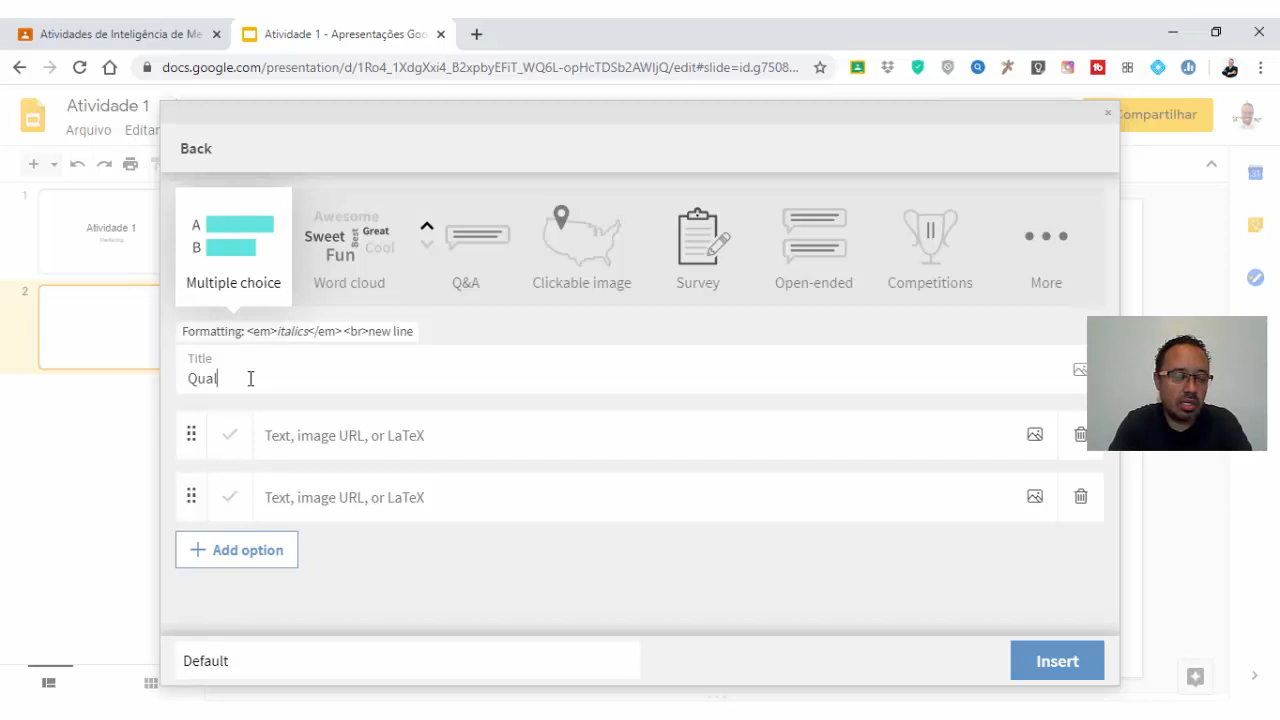 Atividades de Inteligência de Me
Atividade 1 - Apresentações Goo
docs.google.com/presentation/d/1Ro4_1XdgXxi4_B2xpbyEFiT_WQ6L-opHcTDSb2AWIjQ/edit#slide=id.g7508...
Atividade 1
Arquivo Editar
Compartilhar
Back
A
B
Multiple choice
Awesome
Sweet Best Great
Fun Cool
Word cloud
Q&A
Clickable image
Survey
Open-ended
Competitions
More
Formatting: <em>italics</em> <br>new line
Title
Qual
Text, image URL, or LaTeX
Text, image URL, or LaTeX
+ Add option
Default
Insert
1
Atividade 1
2
31